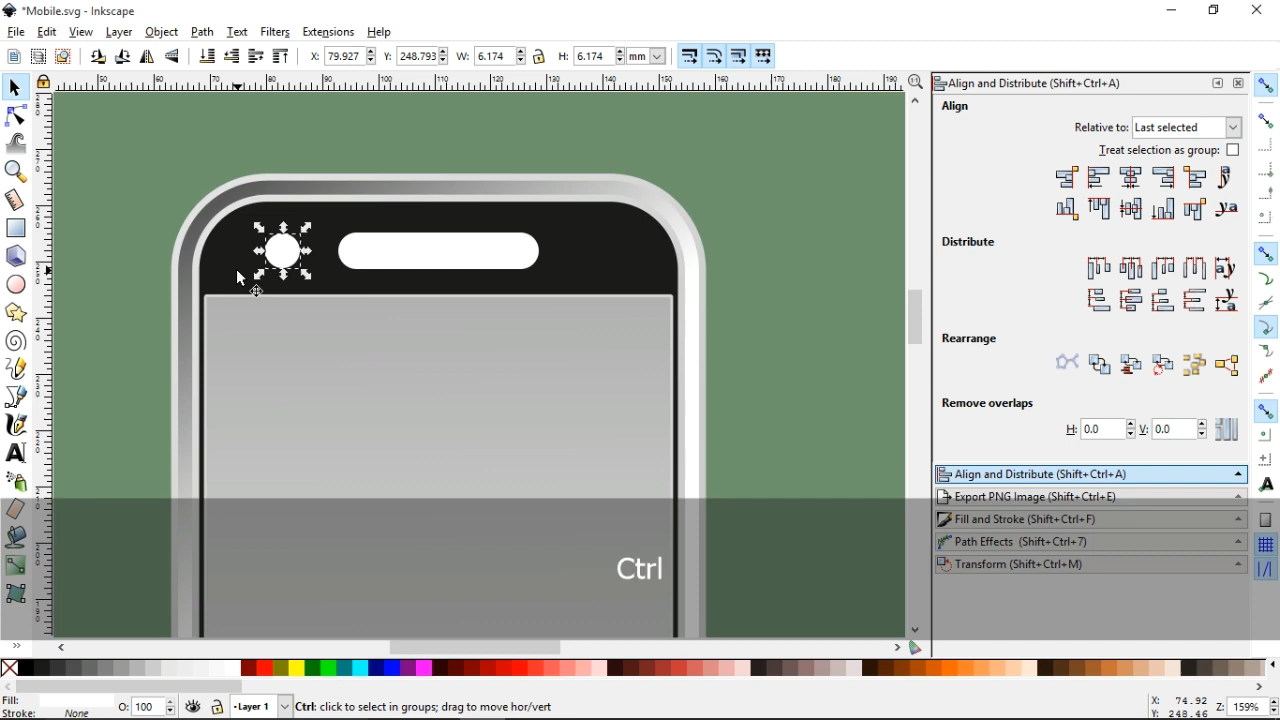 *Mobile.svg - Inkscape
File Edit View Layer Object Path Text Filters Extensions Help
X: 79.927 Y: 248.793 W: 6.174 H: 6.174 mm
Align and Distribute (Shift+Ctrl+A)
Align
Relative to: Last selected
Treat selection as group:
Distribute
Rearrange
Remove overlaps
H: 0.0 V: 0.0
Align and Distribute (Shift+Ctrl+A)
Export PNG Image (Shift+Ctrl+E)
Fill and Stroke (Shift+Ctrl+F)
Path Effects (Shift+Ctrl+7)
Transform (Shift+Ctrl+M)
Ctrl
Fill:
Stroke: None
O: 100
Layer 1
Ctrl: click to select in groups; drag to move hor/vert
X: 74.92
Y: 248.46
Z: 159%